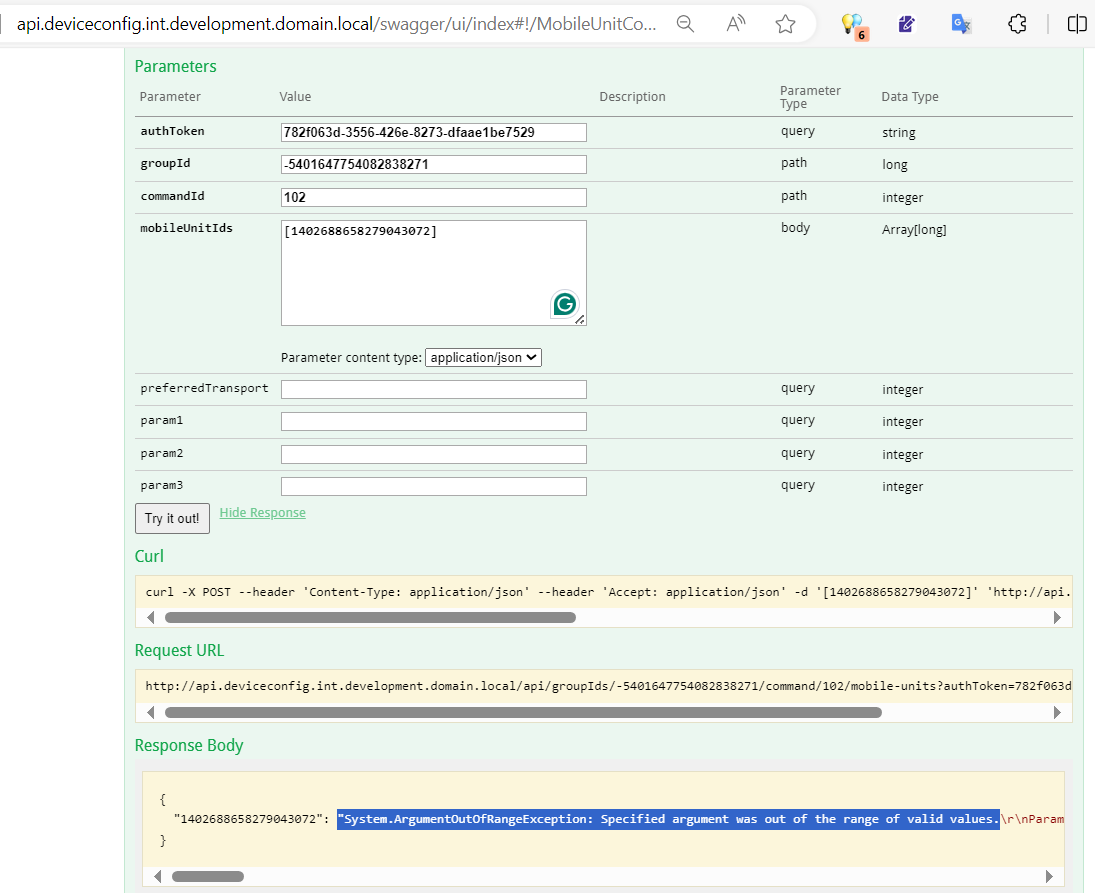 api.deviceconfig.int.development.domain.local/swagger/ui/index#!/MobileUnitCo...
6
Parameters
Parameter Value Description Parameter Type Data Type
authToken 782f063d-3556-426e-8273-dfaae1be7529 query string
groupId -5401647754082838271 path long
commandId 102 path integer
mobileUnitIds [1402688658279043072] body Array[long]
Parameter content type: application/json
preferredTransport query integer
param1 query integer
param2 query integer
param3 query integer
Try it out! Hide Response
Curl
curl -X POST --header 'Content-Type: application/json' --header 'Accept: application/json' -d '[1402688658279043072]' 'http://api.
Request URL
http://api.deviceconfig.int.development.domain.local/api/groupIds/-5401647754082838271/command/102/mobile-units?authToken=782f063d
Response Body
{
"1402688658279043072": "System.ArgumentOutOfRangeException: Specified argument was out of the range of valid values.\r\nParam
}